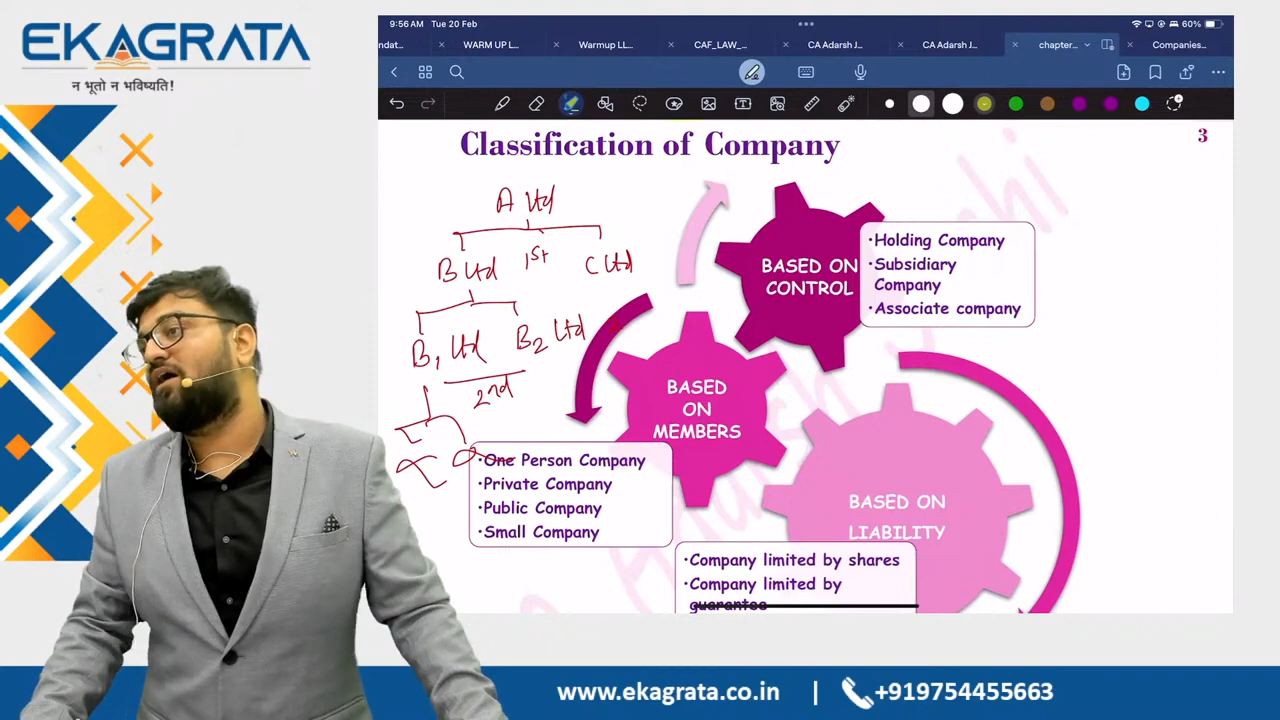 EKAGRATA
न भूतो न भविष्यति!
9:56 AM Tue 20 Feb
60%
ndat...
WARM UP L...
Warmup LL...
CAF_LAW_...
CA Adarsh J...
CA Adarsh J...
chapter...
Companies...
Classification of Company
3
A Ltd
B Ltd
1st
C Ltd
B1 Ltd
B2 Ltd
2nd
BASED ON
CONTROL
·Holding Company
·Subsidiary
Company
·Associate company
BASED
ON
MEMBERS
·One Person Company
·Private Company
·Public Company
·Small Company
BASED ON
LIABILITY
·Company limited by shares
·Company limited by
guarantee
www.ekagrata.co.in | +919754455663